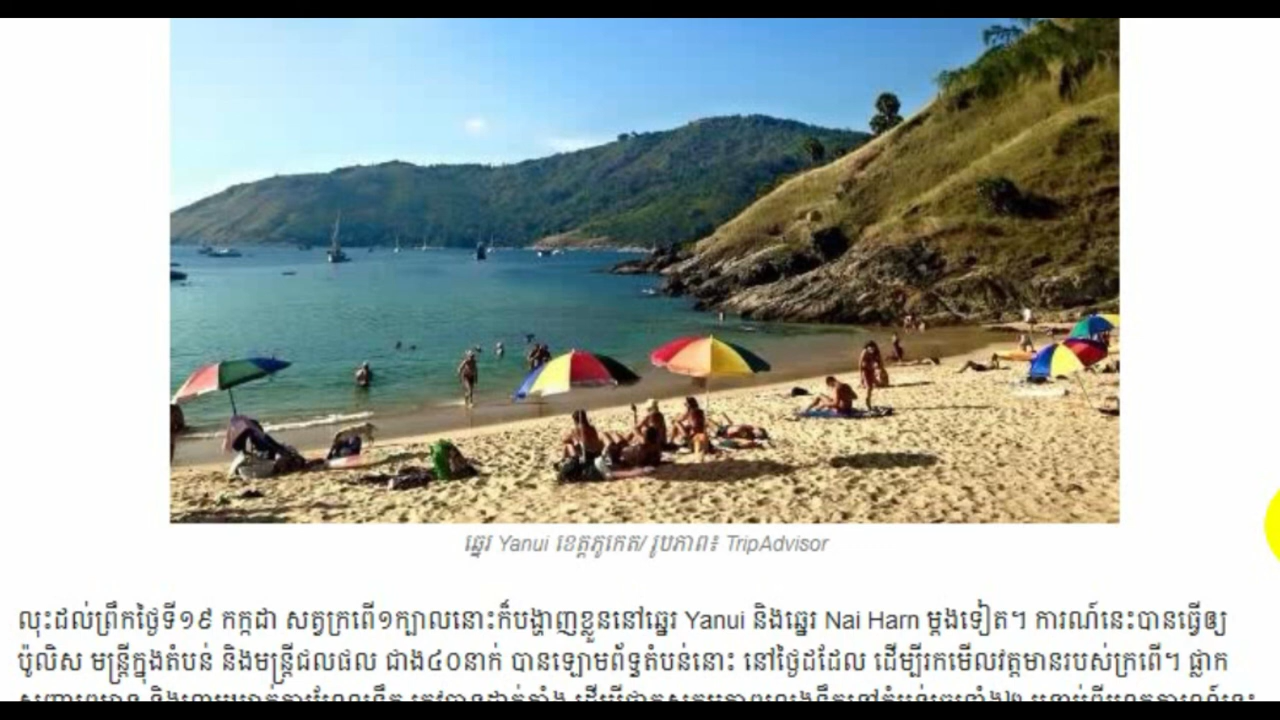 ឆ្នេរ Yanui ខេត្តភូកេត/ រូបភាព៖ TripAdvisor
លុះដល់ព្រឹកថ្ងៃទី១៩ កក្កដា សត្វក្រពើ១ក្បាលនោះក៏បង្ហាញខ្លួននៅឆ្នេរ Yanui និងឆ្នេរ Nai Harn ម្តងទៀត។ ការណ៍នេះបានធ្វើឲ្យ
ប៉ូលិស មន្ត្រីក្នុងតំបន់ និងមន្ត្រីជលផល ជាង៤០នាក់ បានឡោមព័ទ្ធតំបន់នោះ នៅថ្ងៃដដែល ដើម្បីរកមើលវត្តមានរបស់ក្រពើ។ ផ្លាក